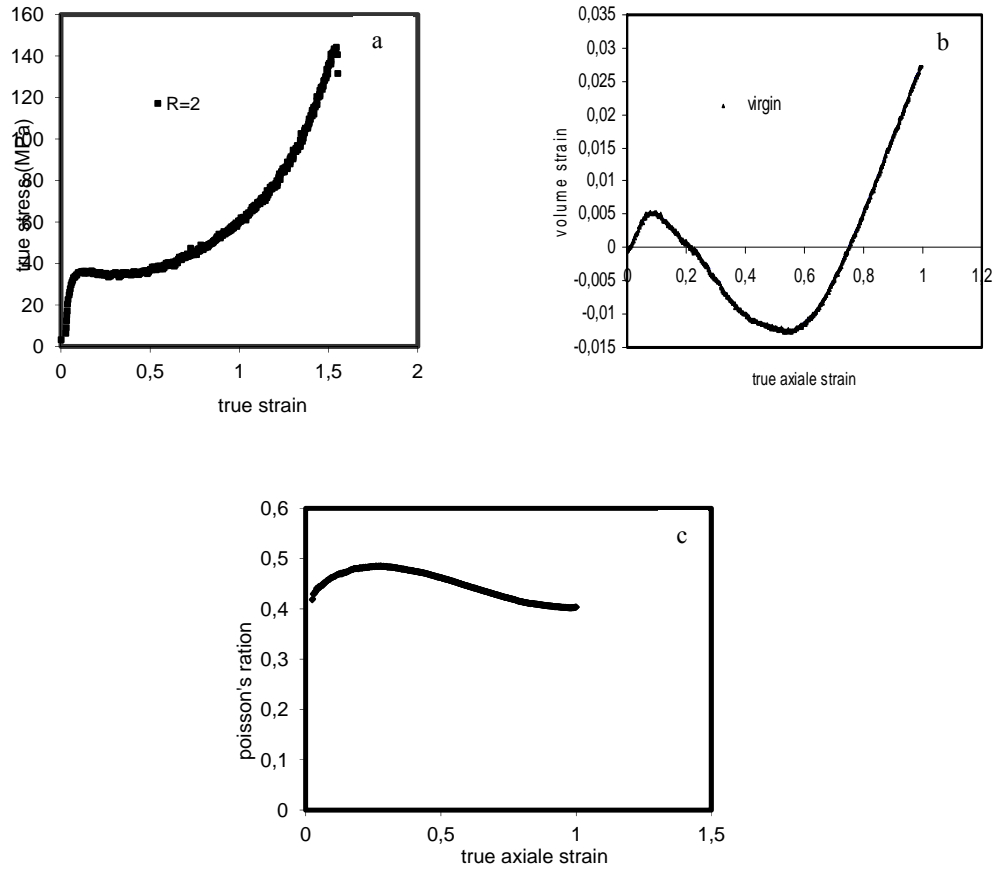 a
160
140
120
100
80
60
40
20
0
true stress (MPa)
R=2
0 0,5 1 1,5 2
true strain
b
0,035
0,03
0,025
0,02
0,015
0,01
0,005
0
-0,005
-0,01
-0,015
volume strain
virgin
0 0,2 0,4 0,6 0,8 1 1,2
true axiale strain
c
0,6
0,5
0,4
0,3
0,2
0,1
0
poisson's ration
0 0,5 1 1,5
true axiale strain